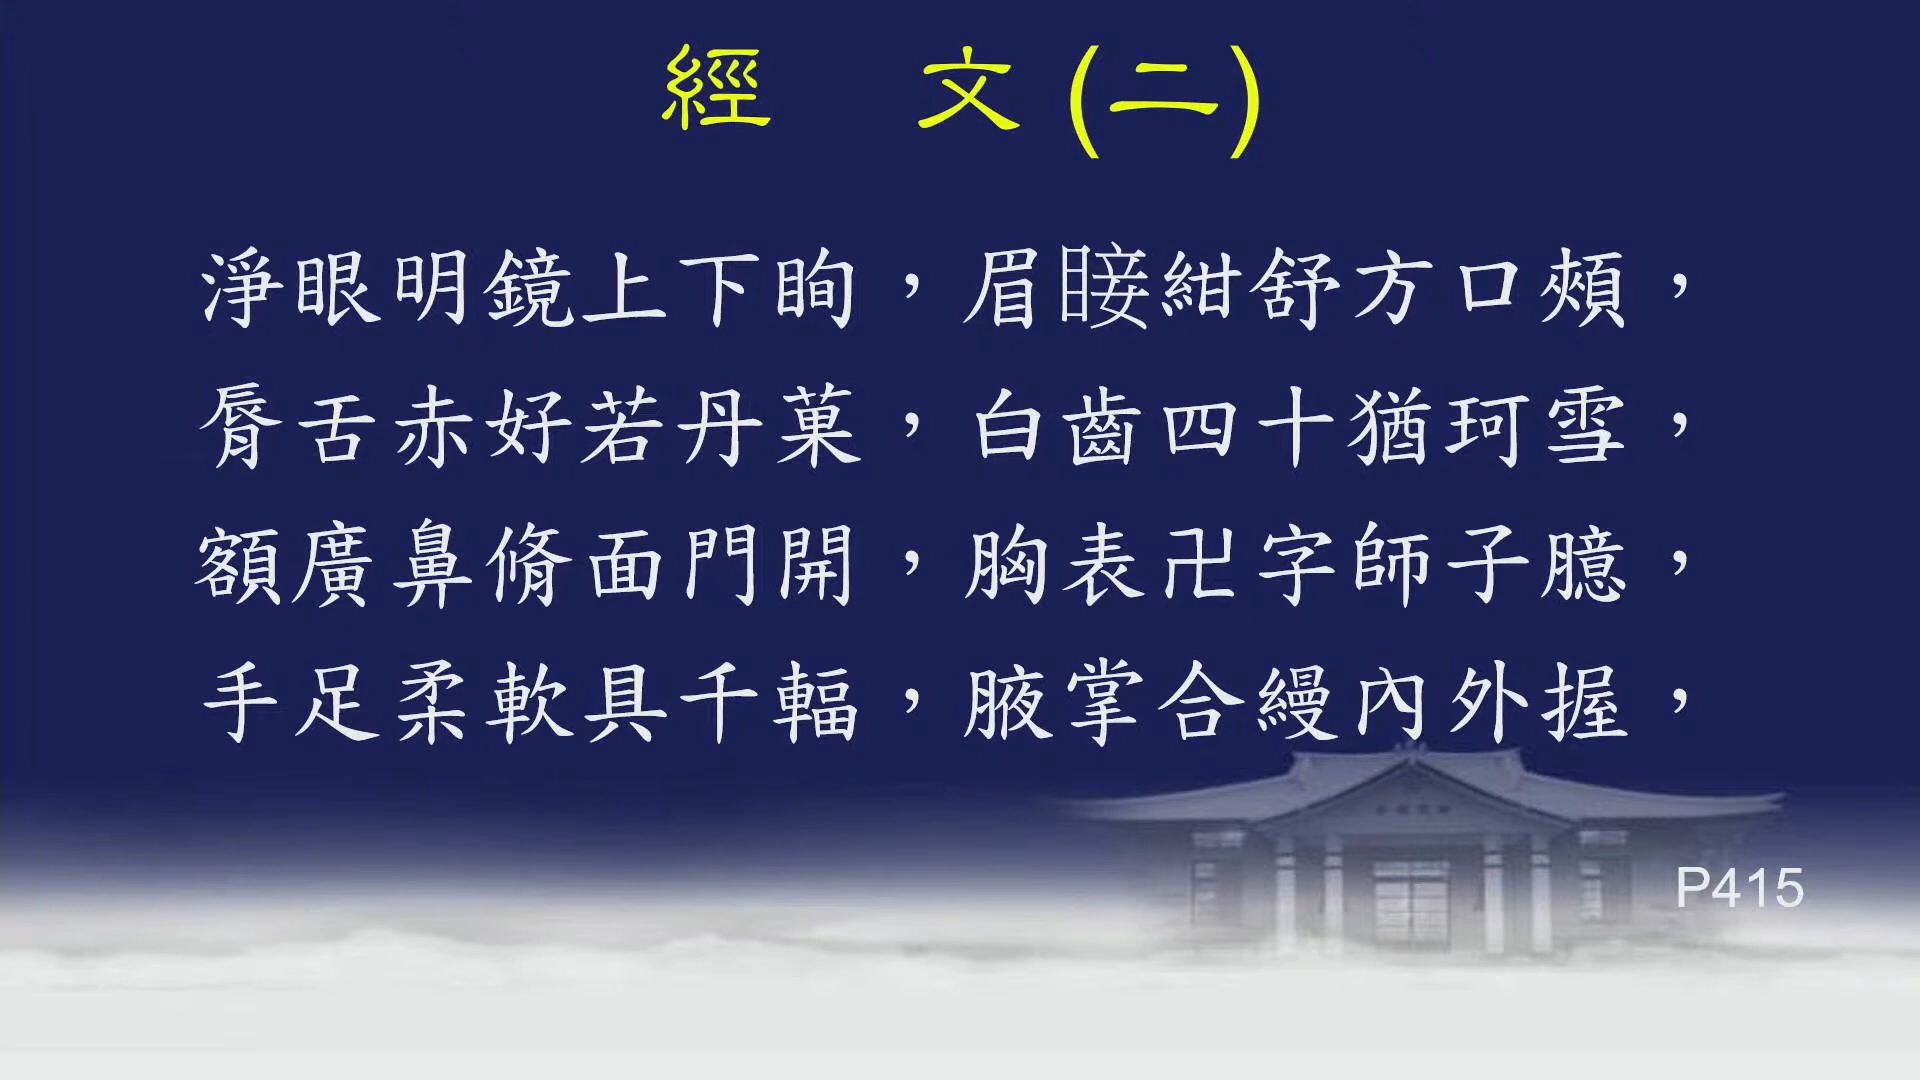 經 文(二)
淨眼明鏡上下眴，眉睫紺舒方口頰，
脣舌赤好若丹菓，白齒四十猶珂雪，
額廣鼻脩面門開，胸表卍字師子臆，
手足柔軟具千輻，腋掌合縵內外握，
P415